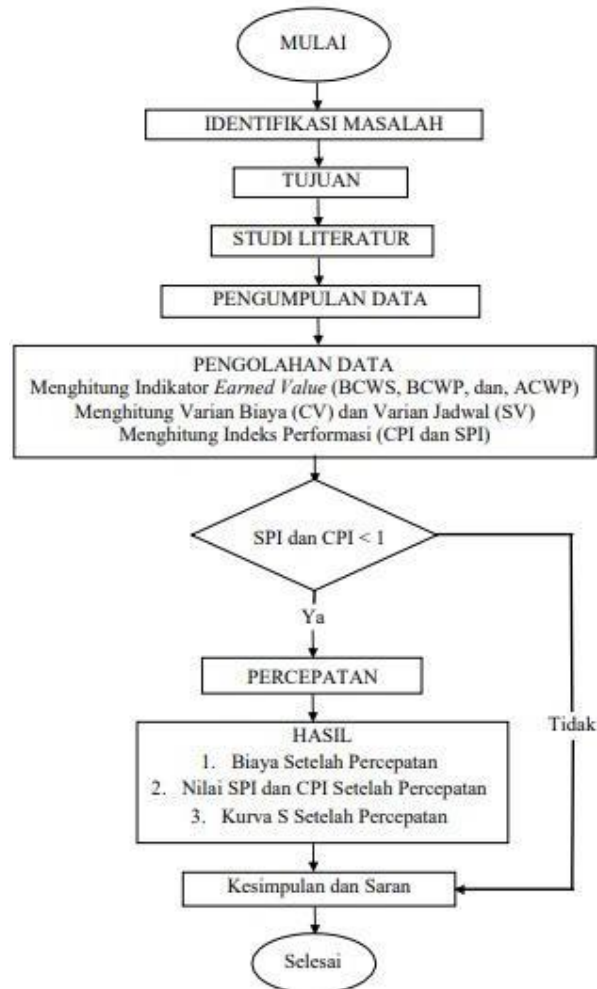 MULAI
IDENTIFIKASI MASALAH
TUJUAN
STUDI LITERATUR
PENGUMPULAN DATA
PENGOLAHAN DATA
Menghitung Indikator Earned Value (BCWS, BCWP, dan, ACWP)
Menghitung Varian Biaya (CV) dan Varian Jadwal (SV)
Menghitung Indeks Performasi (CPI dan SPI)
SPI dan CPI < 1
Ya
PERCEPATAN
Tidak
HASIL
1. Biaya Setelah Percepatan
2. Nilai SPI dan CPI Setelah Percepatan
3. Kurva S Setelah Percepatan
Kesimpulan dan Saran
Selesai